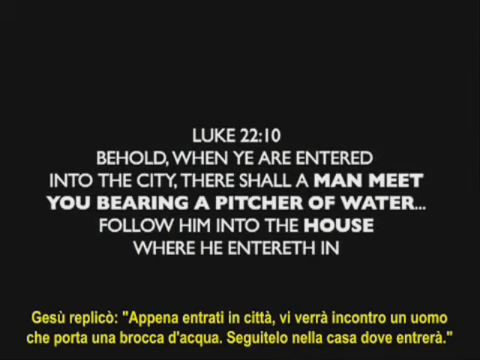 LUKE 22:10
BEHOLD, WHEN YE ARE ENTERED
INTO THE CITY, THERE SHALL A MAN MEET
YOU BEARING A PITCHER OF WATER...
FOLLOW HIM INTO THE HOUSE
WHERE HE ENTERETH IN
Gesù replicò: "Appena entrati in città, vi verrà incontro un uomo
che porta una brocca d'acqua. Seguitelo nella casa dove entrerà."